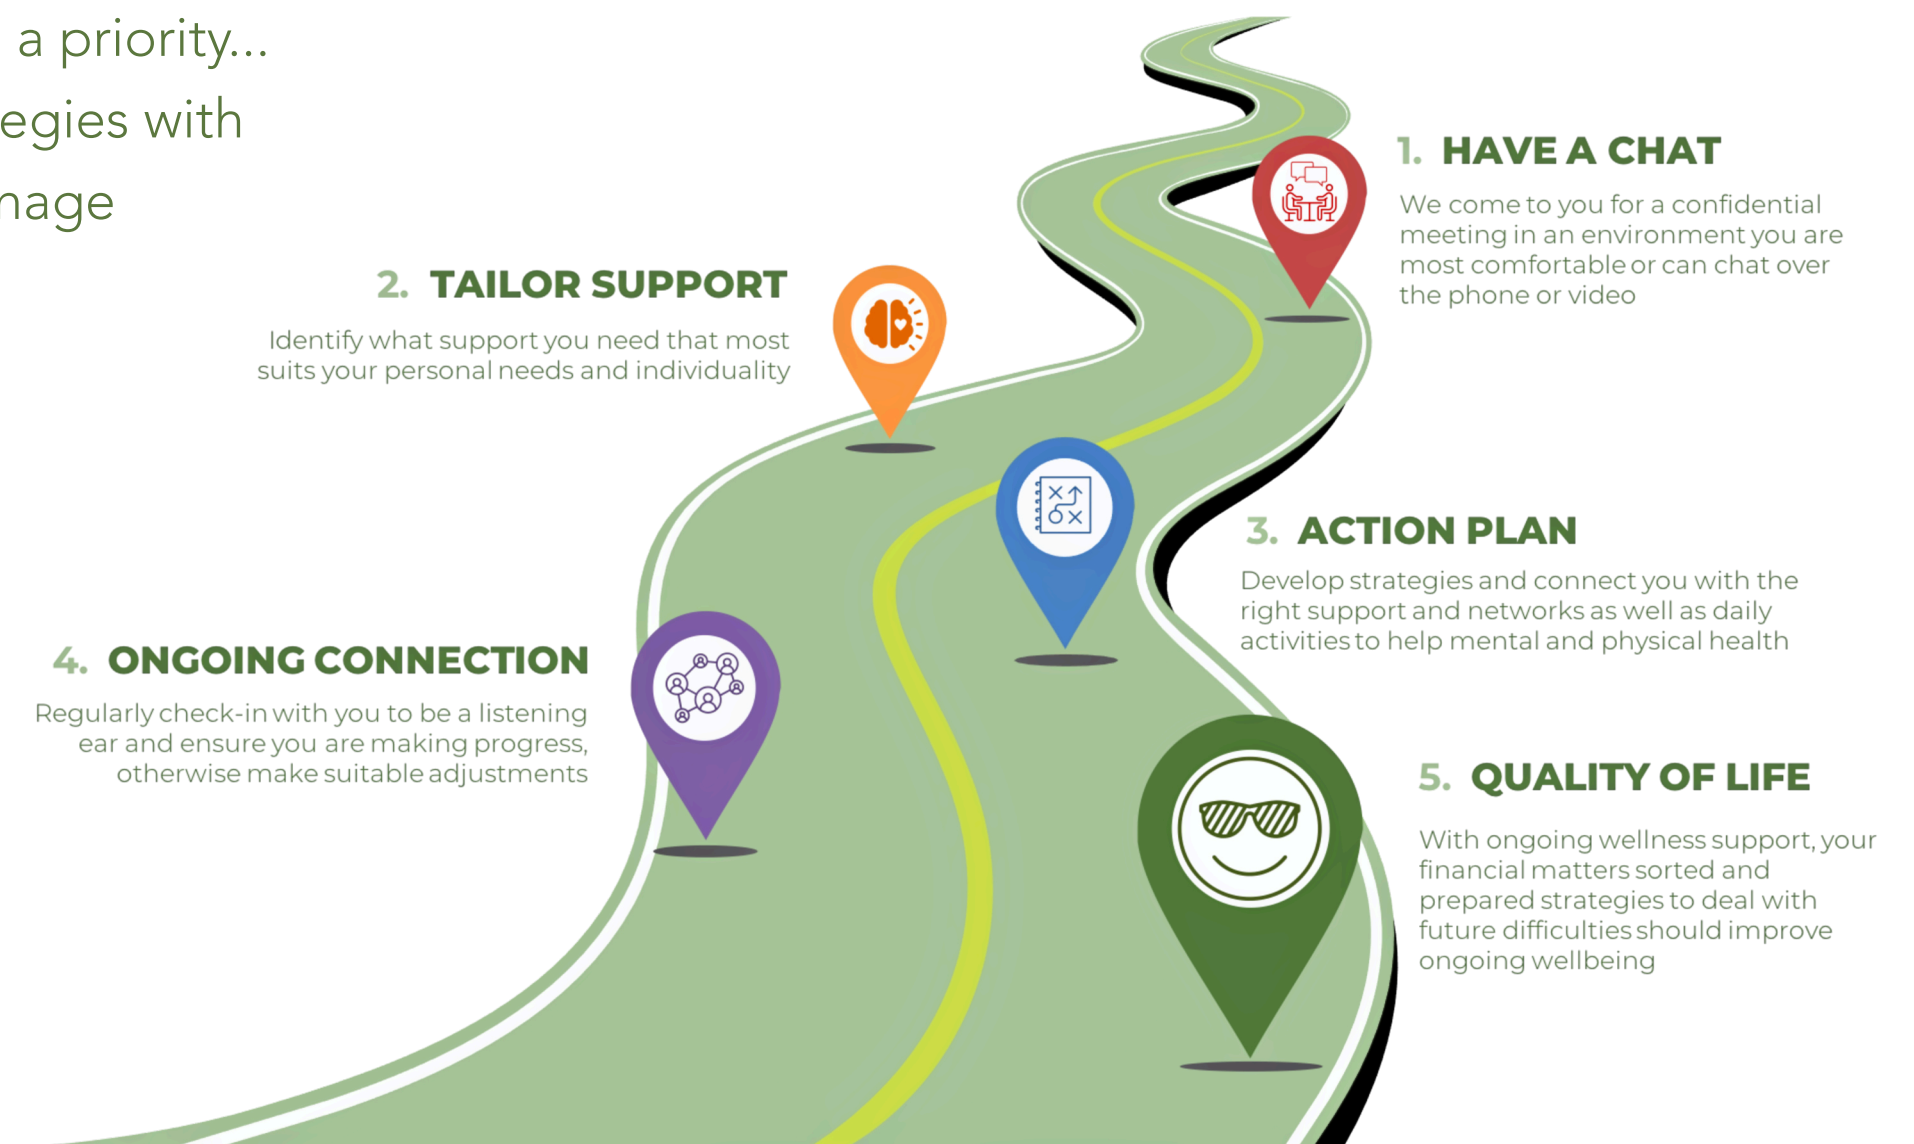 a priority...
egies with
nage
1. HAVE A CHAT
We come to you for a confidential
meeting in an environment you are
most comfortable or can chat over
the phone or video
2. TAILOR SUPPORT
Identify what support you need that most
suits your personal needs and individuality
3. ACTION PLAN
Develop strategies and connect you with the
right support and networks as well as daily
activities to help mental and physical health
4. ONGOING CONNECTION
Regularly check-in with you to be a listening
ear and ensure you are making progress,
otherwise make suitable adjustments
5. QUALITY OF LIFE
With ongoing wellness support, your
financial matters sorted and
prepared strategies to deal with
future difficulties should improve
ongoing wellbeing